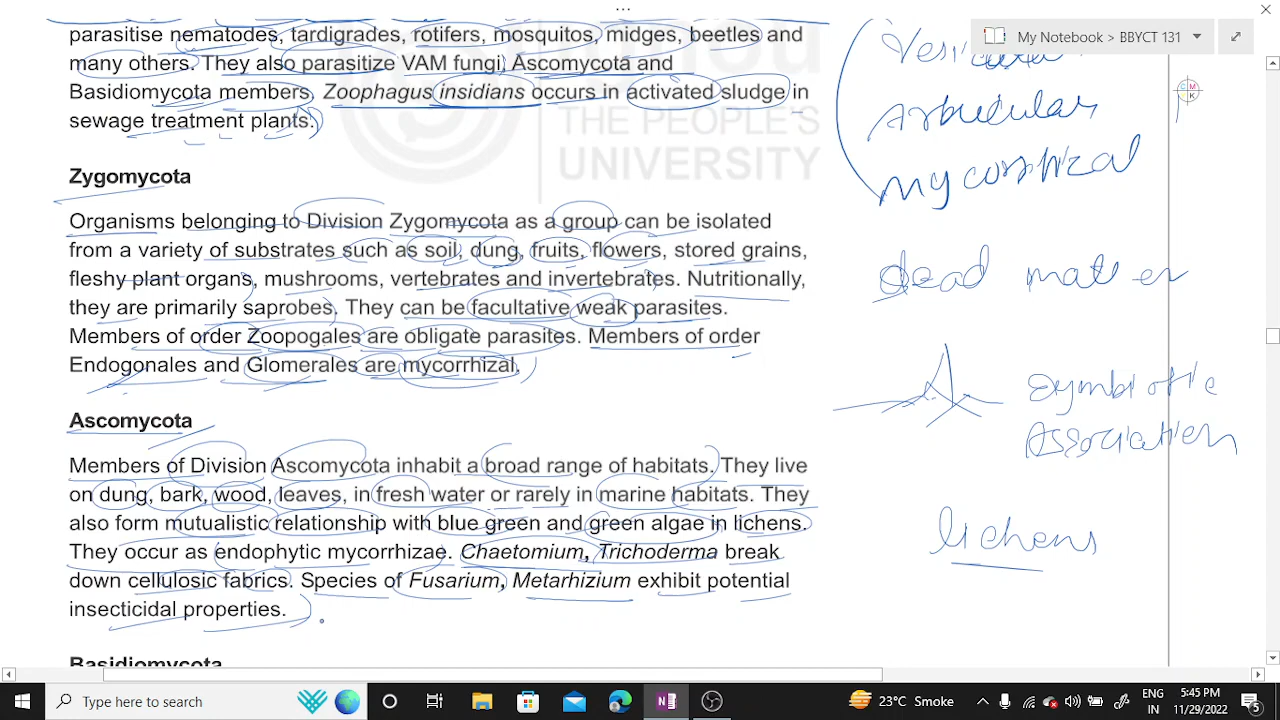 My Notebook > BBYCT 131
parasitise nematodes, tardigrades, rotifers, mosquitos, midges, beetles and
many others. They also parasitize VAM fungi, Ascomycota and
Basidiomycota members. Zoophagus insidians occurs in activated sludge in
sewage treatment plants.
THE PEOPLE'S
UNIVERSITY
arbuscular
mycorrhizal
Zygomycota
Organisms belonging to Division Zygomycota as a group can be isolated
from a variety of substrates such as soil, dung, fruits, flowers, stored grains,
fleshy plant organs, mushrooms, vertebrates and invertebrates. Nutritionally,
they are primarily saprobes. They can be facultative weak parasites.
Members of order Zoopogales are obligate parasites. Members of order
Endogonales and Glomerales are mycorrhizal.
dead matter
Symbiotic
Association
Ascomycota
Members of Division Ascomycota inhabit a broad range of habitats. They live
on dung, bark, wood, leaves, in fresh water or rarely in marine habitats. They
also form mutualistic relationship with blue green and green algae in lichens.
They occur as endophytic mycorrhizae. Chaetomium, Trichoderma break
down cellulosic fabrics. Species of Fusarium, Metarhizium exhibit potential
insecticidal properties.
lichens
Basidiomycota
Type here to search
23°C Smoke
ENG
IN
5:45 PM
11/29/2022
5